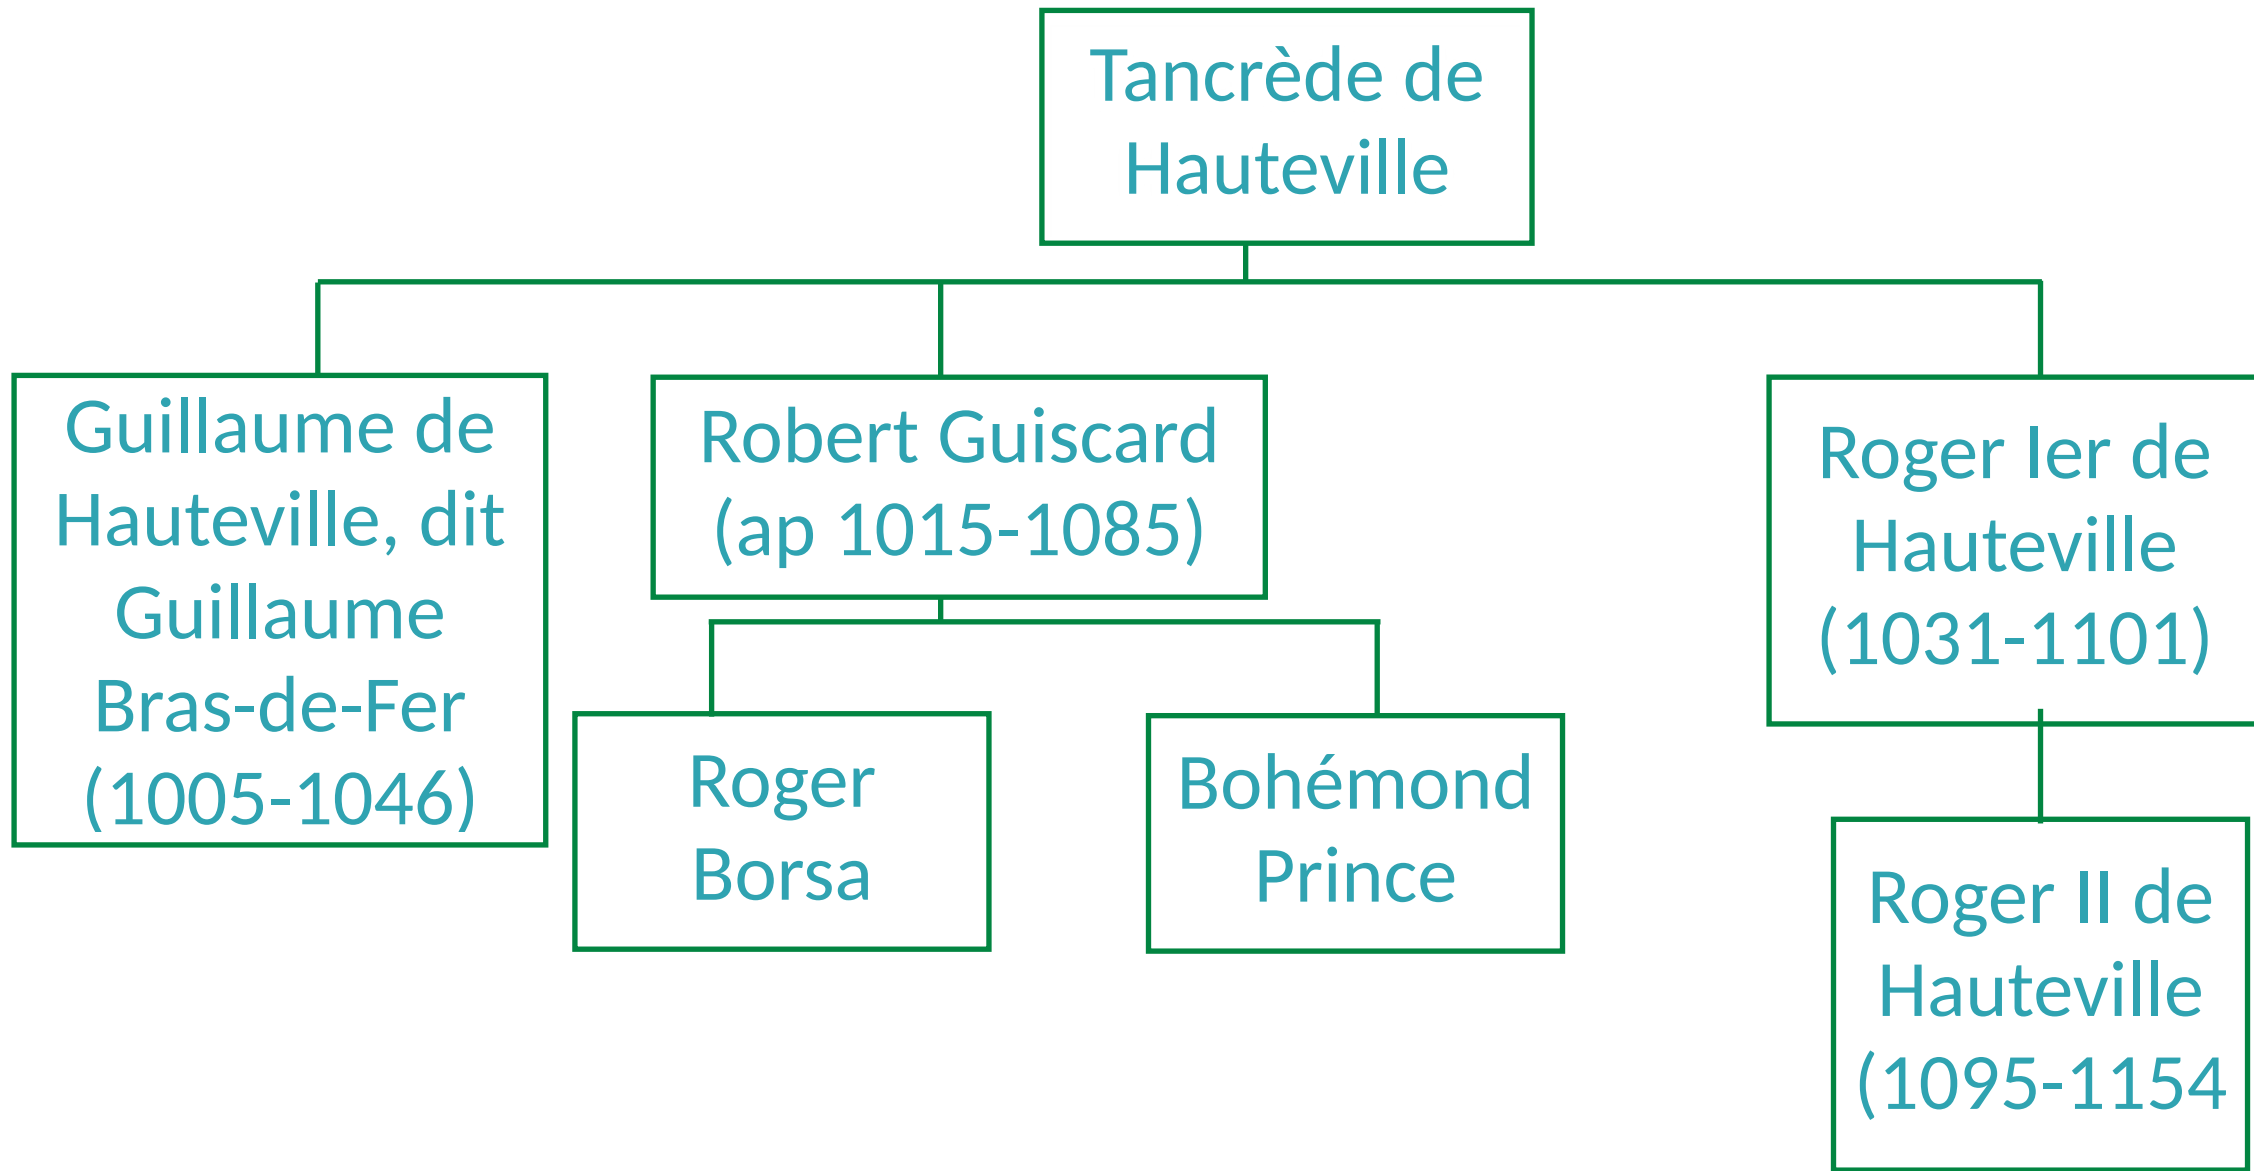 Tancrède de
Hauteville
Guillaume de
Hauteville, dit
Guillaume
Bras-de-Fer
(1005-1046)
Robert Guiscard
(ap 1015-1085)
Roger Ier de
Hauteville
(1031-1101)
Roger
Borsa
Bohémond
Prince
Roger II de
Hauteville
(1095-1154